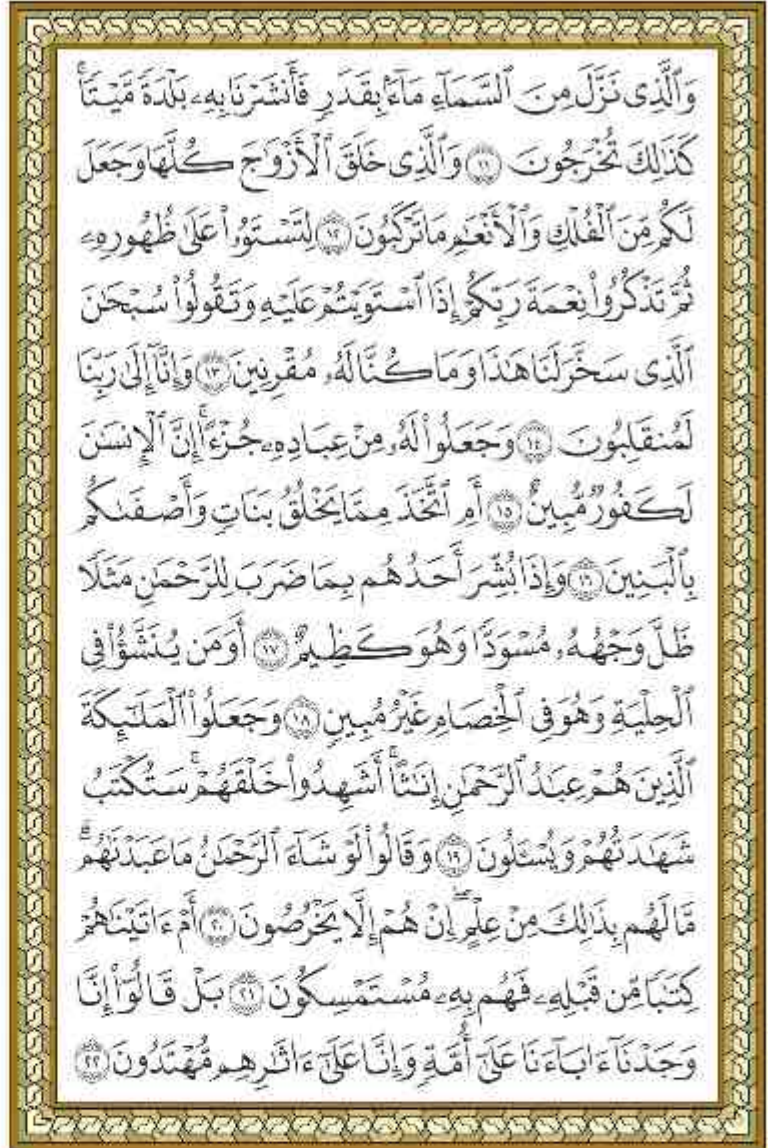 وَٱلَّذِى نَزَّلَ مِنَ ٱلسَّمَآءِ مَآءَۢ بِقَدَرٍ فَأَنشَرْنَا بِهِۦ بَلْدَةً مَّيْتًا ۚ
كَذَٰلِكَ تُخْرَجُونَ ١١ وَٱلَّذِى خَلَقَ ٱلْأَزْوَٰجَ كُلَّهَا وَجَعَلَ
لَكُم مِّنَ ٱلْفُلْكِ وَٱلْأَنْعَٰمِ مَا تَرْكَبُونَ ١٢ لِتَسْتَوُۥا۟ عَلَىٰ ظُهُورِهِۦ
ثُمَّ تَذْكُرُوا۟ نِعْمَةَ رَبِّكُمْ إِذَا ٱسْتَوَيْتُمْ عَلَيْهِ وَتَقُولُوا۟ سُبْحَٰنَ
ٱلَّذِى سَخَّرَ لَنَا هَٰذَا وَمَا كُنَّا لَهُۥ مُقْرِنِينَ ١٣ وَإِنَّآ إِلَىٰ رَبِّنَا
لَمُنقَلِبُونَ ١٤ وَجَعَلُوا۟ لَهُۥ مِنْ عِبَادِهِۦ جُزْءًا ۚ إِنَّ ٱلْإِنسَٰنَ
لَكَفُورٌ مُّبِينٌ ١٥ أَمِ ٱتَّخَذَ مِمَّا يَخْلُقُ بَنَاتٍ وَأَصْفَىٰكُم
بِٱلْبَنِينَ ١٦ وَإِذَا بُشِّرَ أَحَدُهُم بِمَا ضَرَبَ لِلرَّحْمَٰنِ مَثَلًا
ظَلَّ وَجْهُهُۥ مُسْوَدًّا وَهُوَ كَظِيمٌ ١٧ أَوَمَن يُنَشَّؤُا۟ فِى
ٱلْحِلْيَةِ وَهُوَ فِى ٱلْخِصَامِ غَيْرُ مُبِينٍ ١٨ وَجَعَلُوا۟ ٱلْمَلَٰٓئِكَةَ
ٱلَّذِينَ هُمْ عِبَٰدُ ٱلرَّحْمَٰنِ إِنَٰثًا ۚ أَشَهِدُوا۟ خَلْقَهُمْ ۚ سَتُكْتَبُ
شَهَٰدَتُهُمْ وَيُسْـَٔلُونَ ١٩ وَقَالُوا۟ لَوْ شَآءَ ٱلرَّحْمَٰنُ مَا عَبَدْنَٰهُم ۗ
مَّا لَهُم بِذَٰلِكَ مِنْ عِلْمٍ ۖ إِنْ هُمْ إِلَّا يَخْرُصُونَ ٢٠ أَمْ ءَاتَيْنَٰهُمْ
كِتَٰبًا مِّن قَبْلِهِۦ فَهُم بِهِۦ مُسْتَمْسِكُونَ ٢١ بَلْ قَالُوٓا۟ إِنَّا
وَجَدْنَآ ءَابَآءَنَا عَلَىٰٓ أُمَّةٍ وَإِنَّا عَلَىٰٓ ءَاثَٰرِهِم مُّهْتَدُونَ ٢٢